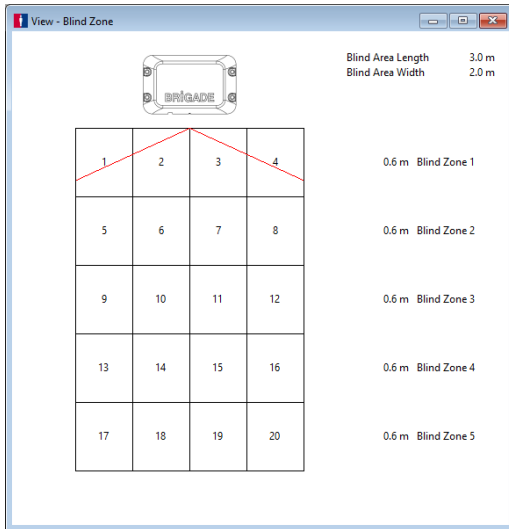 View - Blind Zone
Blind Area Length 3.0 m
Blind Area Width 2.0 m
BRIGADE
1 2 3 4 0.6 m Blind Zone 1
5 6 7 8 0.6 m Blind Zone 2
9 10 11 12 0.6 m Blind Zone 3
13 14 15 16 0.6 m Blind Zone 4
17 18 19 20 0.6 m Blind Zone 5